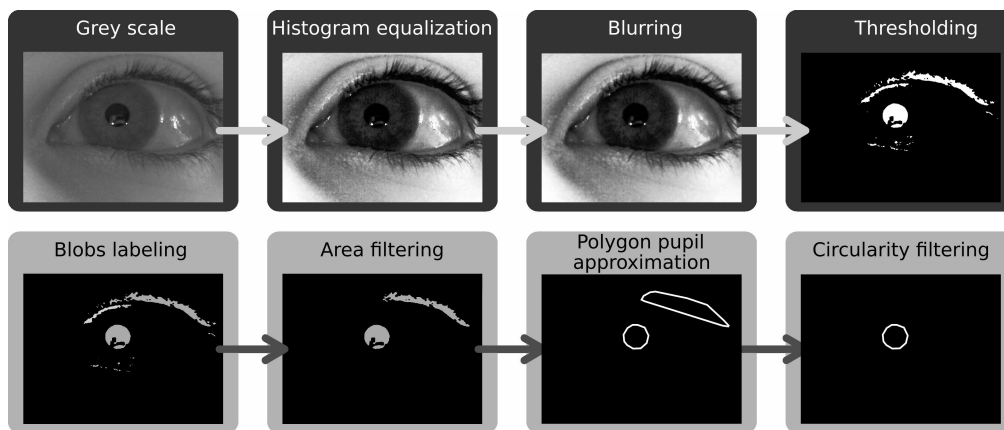 Grey scale
Histogram equalization
Blurring
Thresholding
Blobs labeling
Area filtering
Polygon pupil
approximation
Circularity filtering